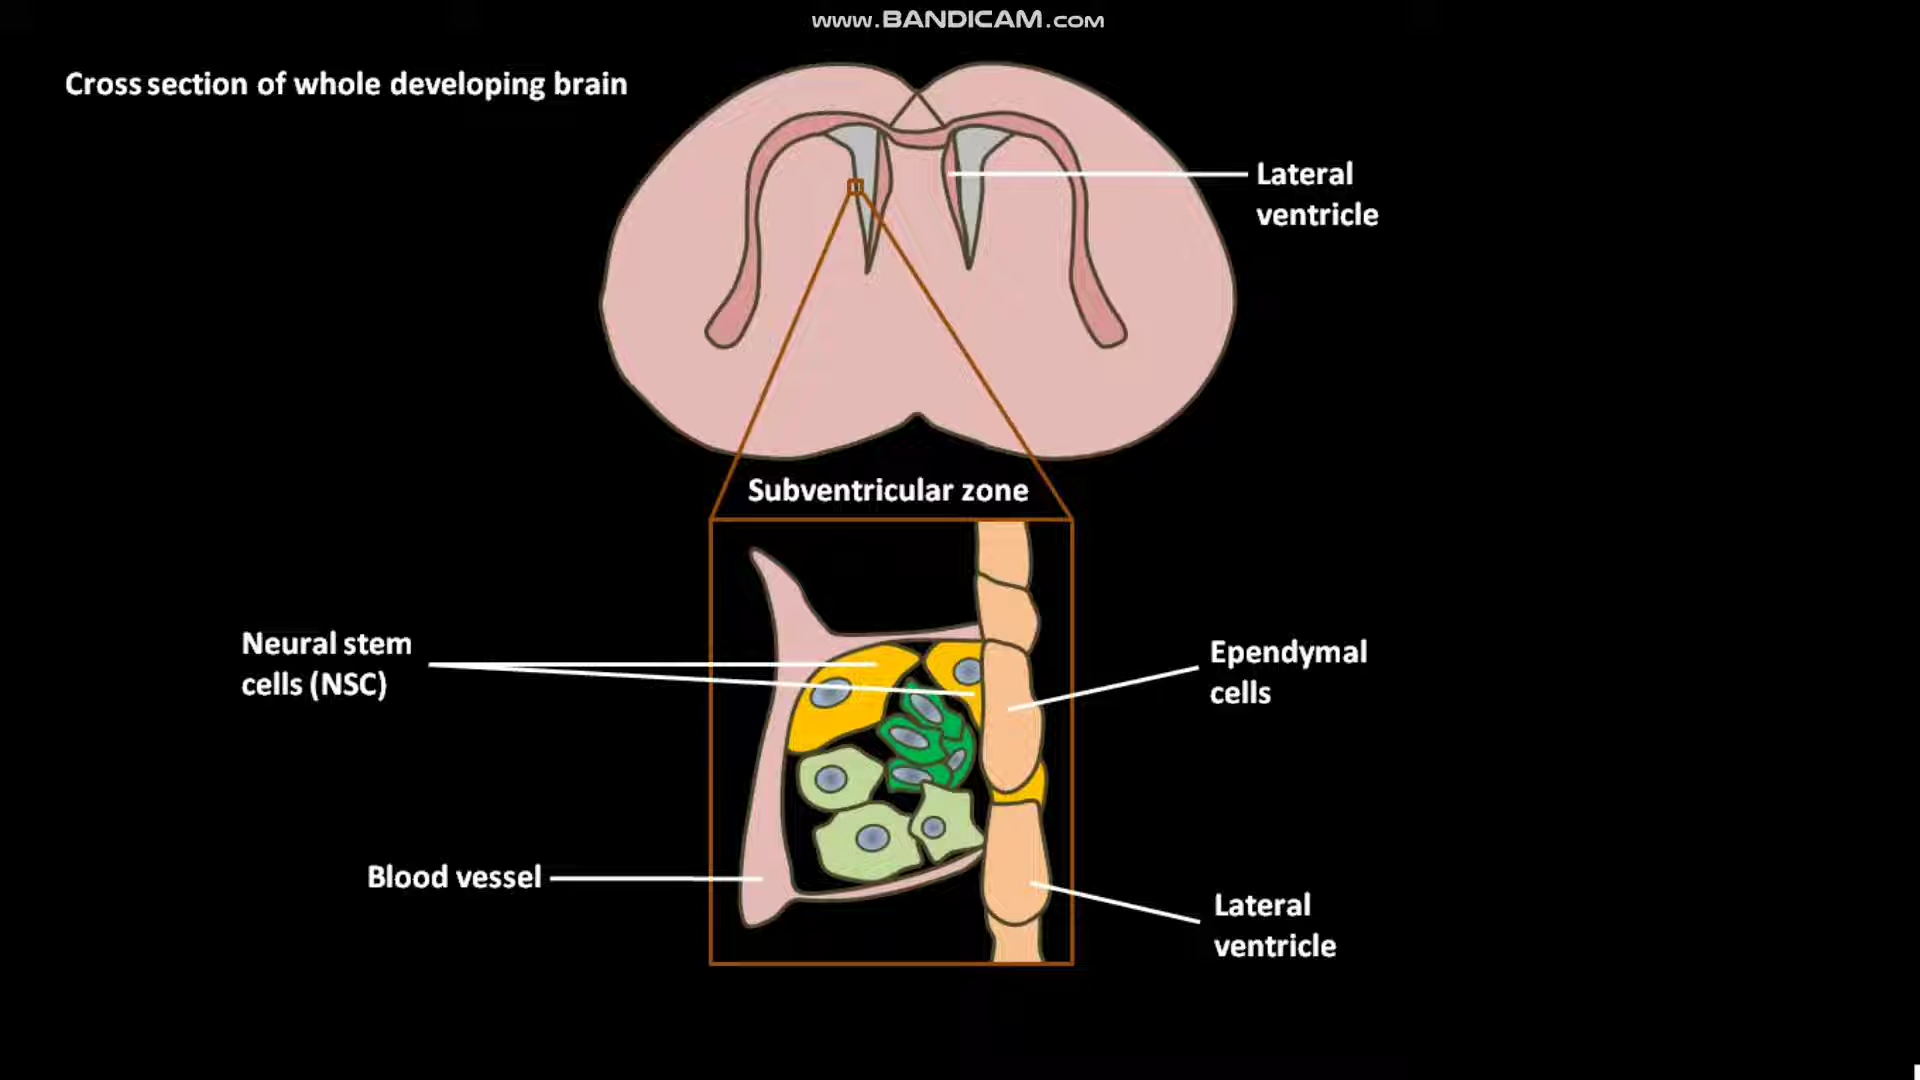 www.BANDICAM.com
Cross section of whole developing brain
Lateral
ventricle
Subventricular zone
Neural stem
cells (NSC)
Ependymal
cells
Blood vessel
Lateral
ventricle